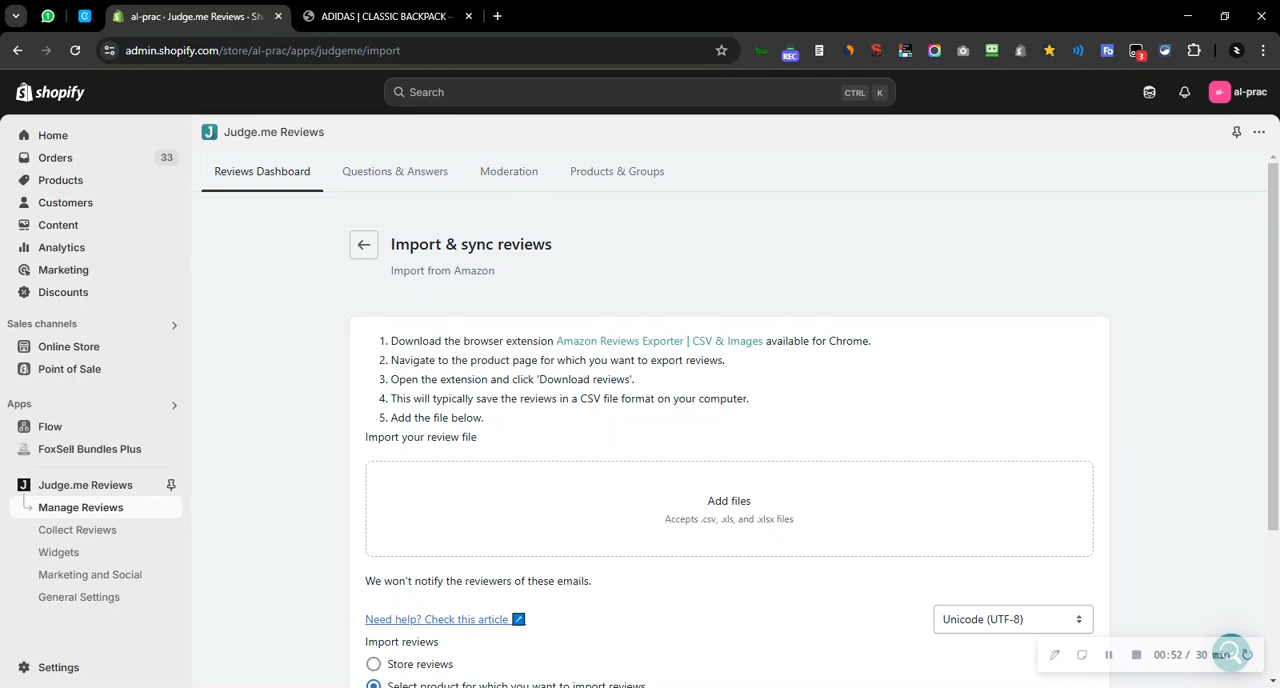 al-prac · Judge.me Reviews · Sh
ADIDAS | CLASSIC BACKPACK –
admin.shopify.com/store/al-prac/apps/judgeme/import
REC
Fo
3
shopify
Search
CTRL K
al-
al-prac
Home
Orders 33
Products
Customers
Content
Analytics
Marketing
Discounts
Sales channels
Online Store
Point of Sale
Apps
Flow
FoxSell Bundles Plus
J Judge.me Reviews
Manage Reviews
Collect Reviews
Widgets
Marketing and Social
General Settings
Settings
J Judge.me Reviews
Reviews Dashboard Questions & Answers Moderation Products & Groups
Import & sync reviews
Import from Amazon
1. Download the browser extension Amazon Reviews Exporter | CSV & Images available for Chrome.
2. Navigate to the product page for which you want to export reviews.
3. Open the extension and click 'Download reviews'.
4. This will typically save the reviews in a CSV file format on your computer.
5. Add the file below.
Import your review file
Add files
Accepts .csv, .xls, and .xlsx files
We won't notify the reviewers of these emails.
Need help? Check this article
Unicode (UTF-8)
Import reviews
Store reviews
Select product for which you want to import reviews
00:52 / 30 min